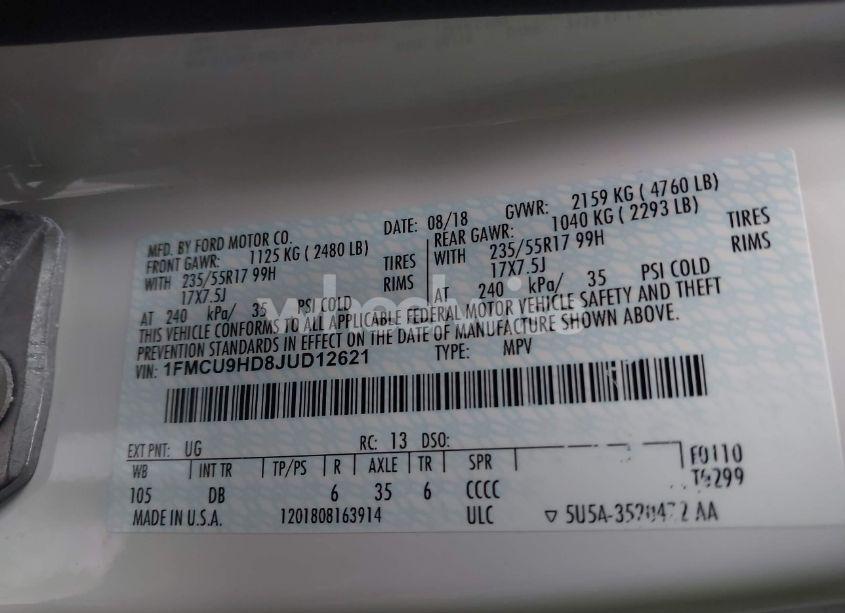 MFD. BY FORD MOTOR CO. DATE: 08/18 GVWR: 2159 KG ( 4760 LB)
FRONT GAWR: 1125 KG ( 2480 LB) REAR GAWR: 1040 KG ( 2293 LB)
WITH 235/55R17 99H TIRES WITH 235/55R17 99H TIRES
17X7.5J RIMS 17X7.5J RIMS
AT 240 kPa/ 35 PSI COLD AT 240 kPa/ 35 PSI COLD
THIS VEHICLE CONFORMS TO ALL APPLICABLE FEDERAL MOTOR VEHICLE SAFETY AND THEFT
PREVENTION STANDARDS IN EFFECT ON THE DATE OF MANUFACTURE SHOWN ABOVE.
VIN: 1FMCU9HD8JUD12621 TYPE: MPV
EXT PNT: UG RC: 13 DSO:
WB INT TR TP/PS R AXLE TR SPR F0110
105 DB 6 35 6 CCCC T6299
MADE IN U.S.A. 1201808163914 ULC ▽ 5U5A-3520472 AA